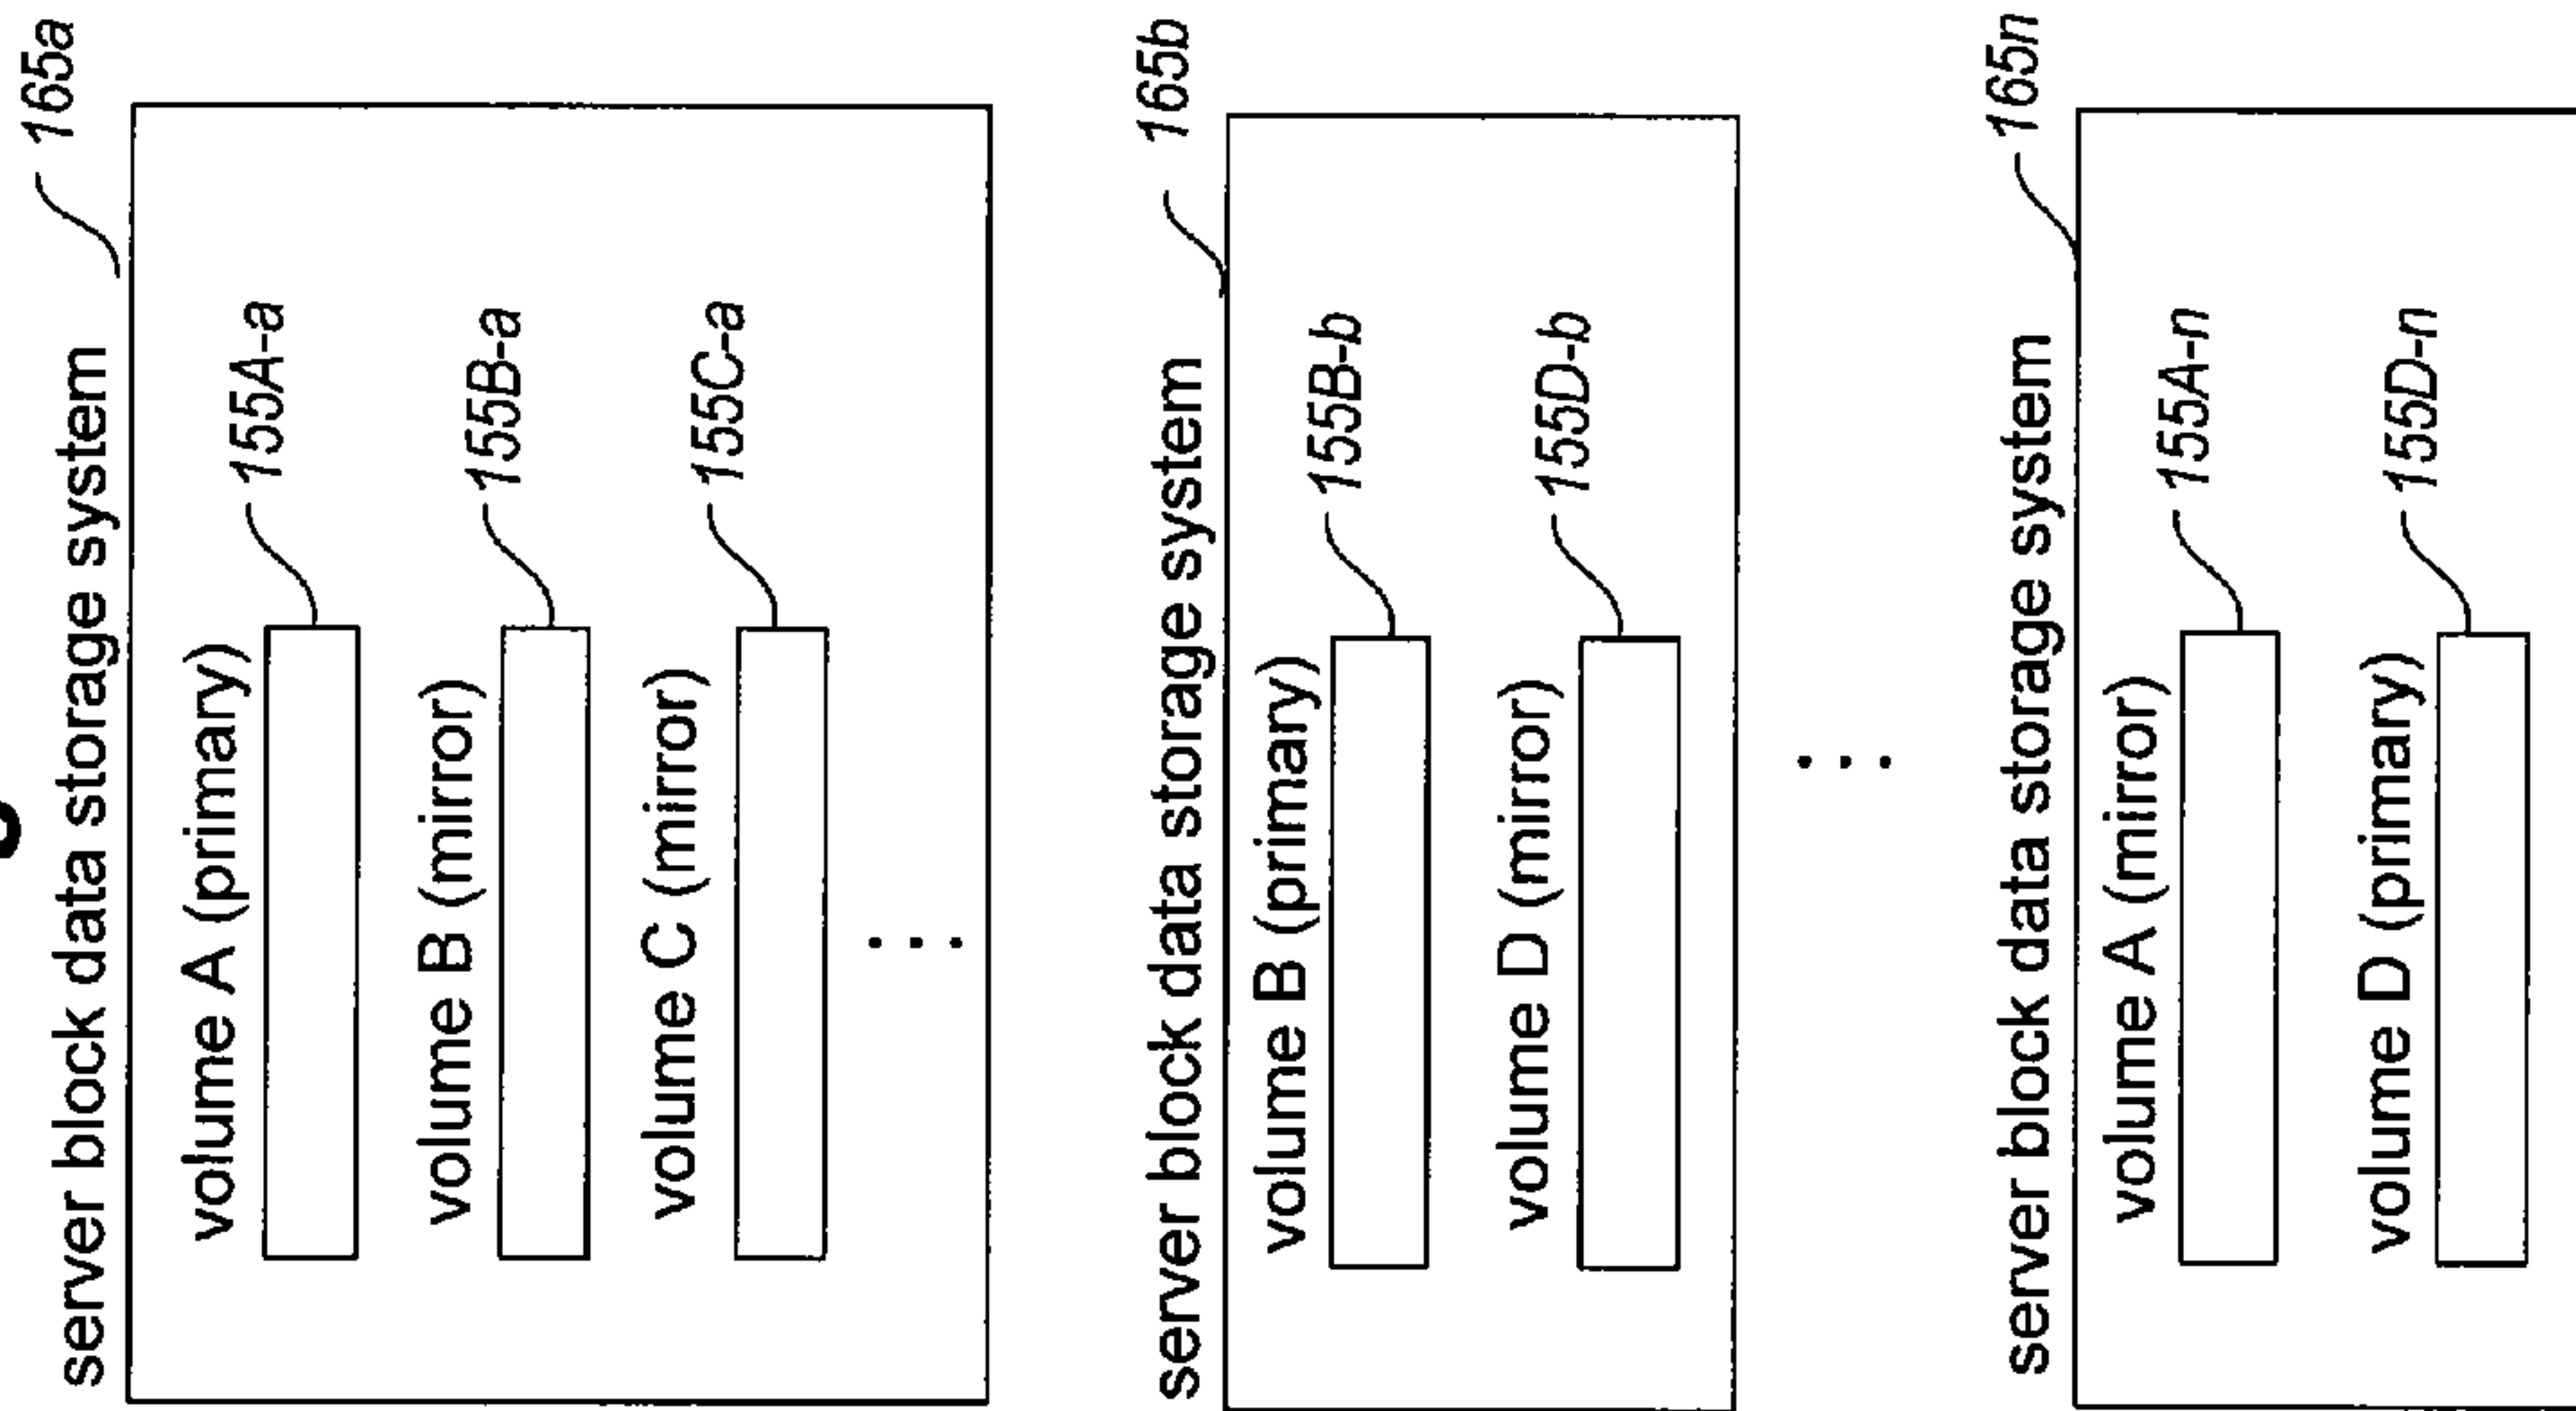 server block data storage system
165a
volume A (primary)
155A-a
volume B (mirror)
155B-a
volume C (mirror)
155C-a
. . .
server block data storage system
165b
volume B (primary)
155B-b
volume D (mirror)
155D-b
. . .
server block data storage system
165n
volume A (mirror)
155A-n
volume D (primary)
155D-n